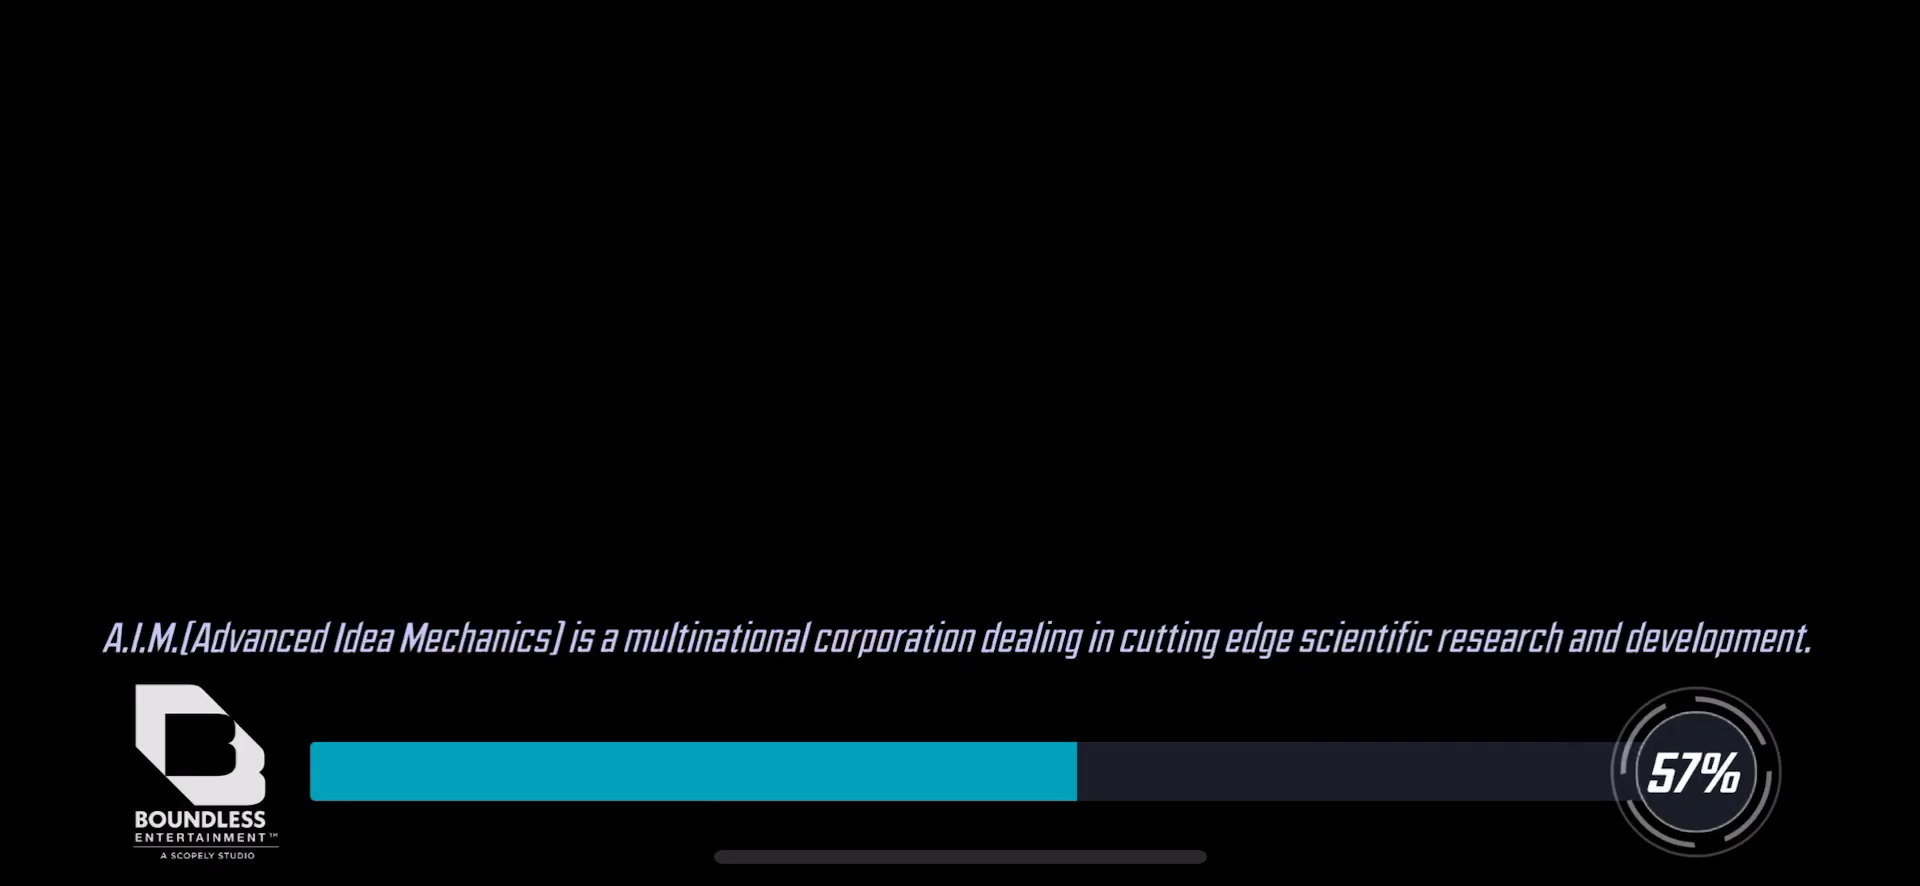 A.I.M.[Advanced Idea Mechanics] is a multinational corporation dealing in cutting edge scientific research and development.
57%
BOUNDLESS
ENTERTAINMENT™
A SCOPELY STUDIO